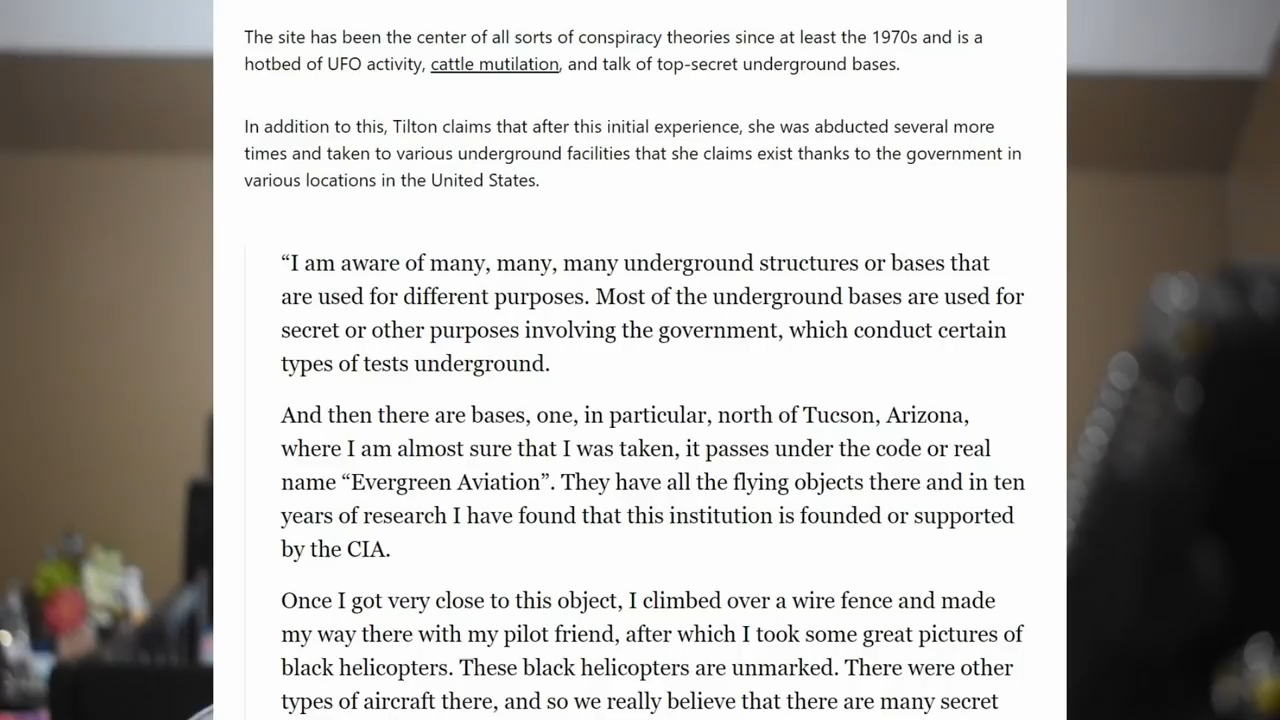 The site has been the center of all sorts of conspiracy theories since at least the 1970s and is a
hotbed of UFO activity, cattle mutilation, and talk of top-secret underground bases.
In addition to this, Tilton claims that after this initial experience, she was abducted several more
times and taken to various underground facilities that she claims exist thanks to the government in
various locations in the United States.
“I am aware of many, many, many underground structures or bases that
are used for different purposes. Most of the underground bases are used for
secret or other purposes involving the government, which conduct certain
types of tests underground.
And then there are bases, one, in particular, north of Tucson, Arizona,
where I am almost sure that I was taken, it passes under the code or real
name “Evergreen Aviation”. They have all the flying objects there and in ten
years of research I have found that this institution is founded or supported
by the CIA.
Once I got very close to this object, I climbed over a wire fence and made
my way there with my pilot friend, after which I took some great pictures of
black helicopters. These black helicopters are unmarked. There were other
types of aircraft there, and so we really believe that there are many secret